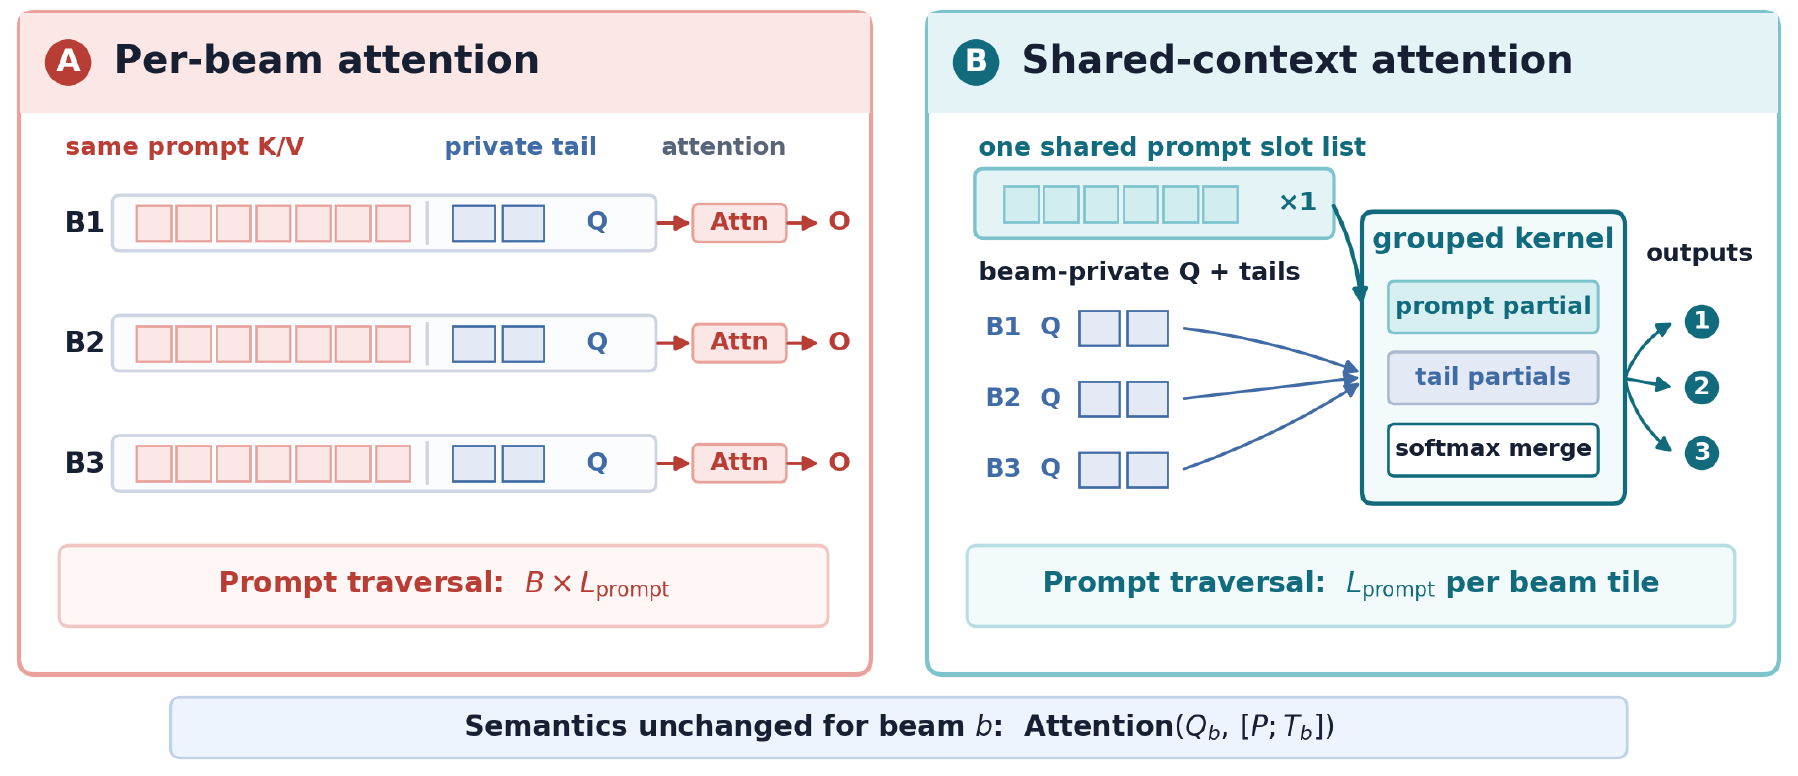 A Per-beam attention
same prompt K/V private tail attention
B1 Q Attn O
B2 Q Attn O
B3 Q Attn O
Prompt traversal: B × L_prompt
B Shared-context attention
one shared prompt slot list
×1
beam-private Q + tails
B1 Q
B2 Q
B3 Q
grouped kernel
prompt partial
tail partials
softmax merge
outputs
1
2
3
Prompt traversal: L_prompt per beam tile
Semantics unchanged for beam b: Attention(Q_b, [P; T_b])